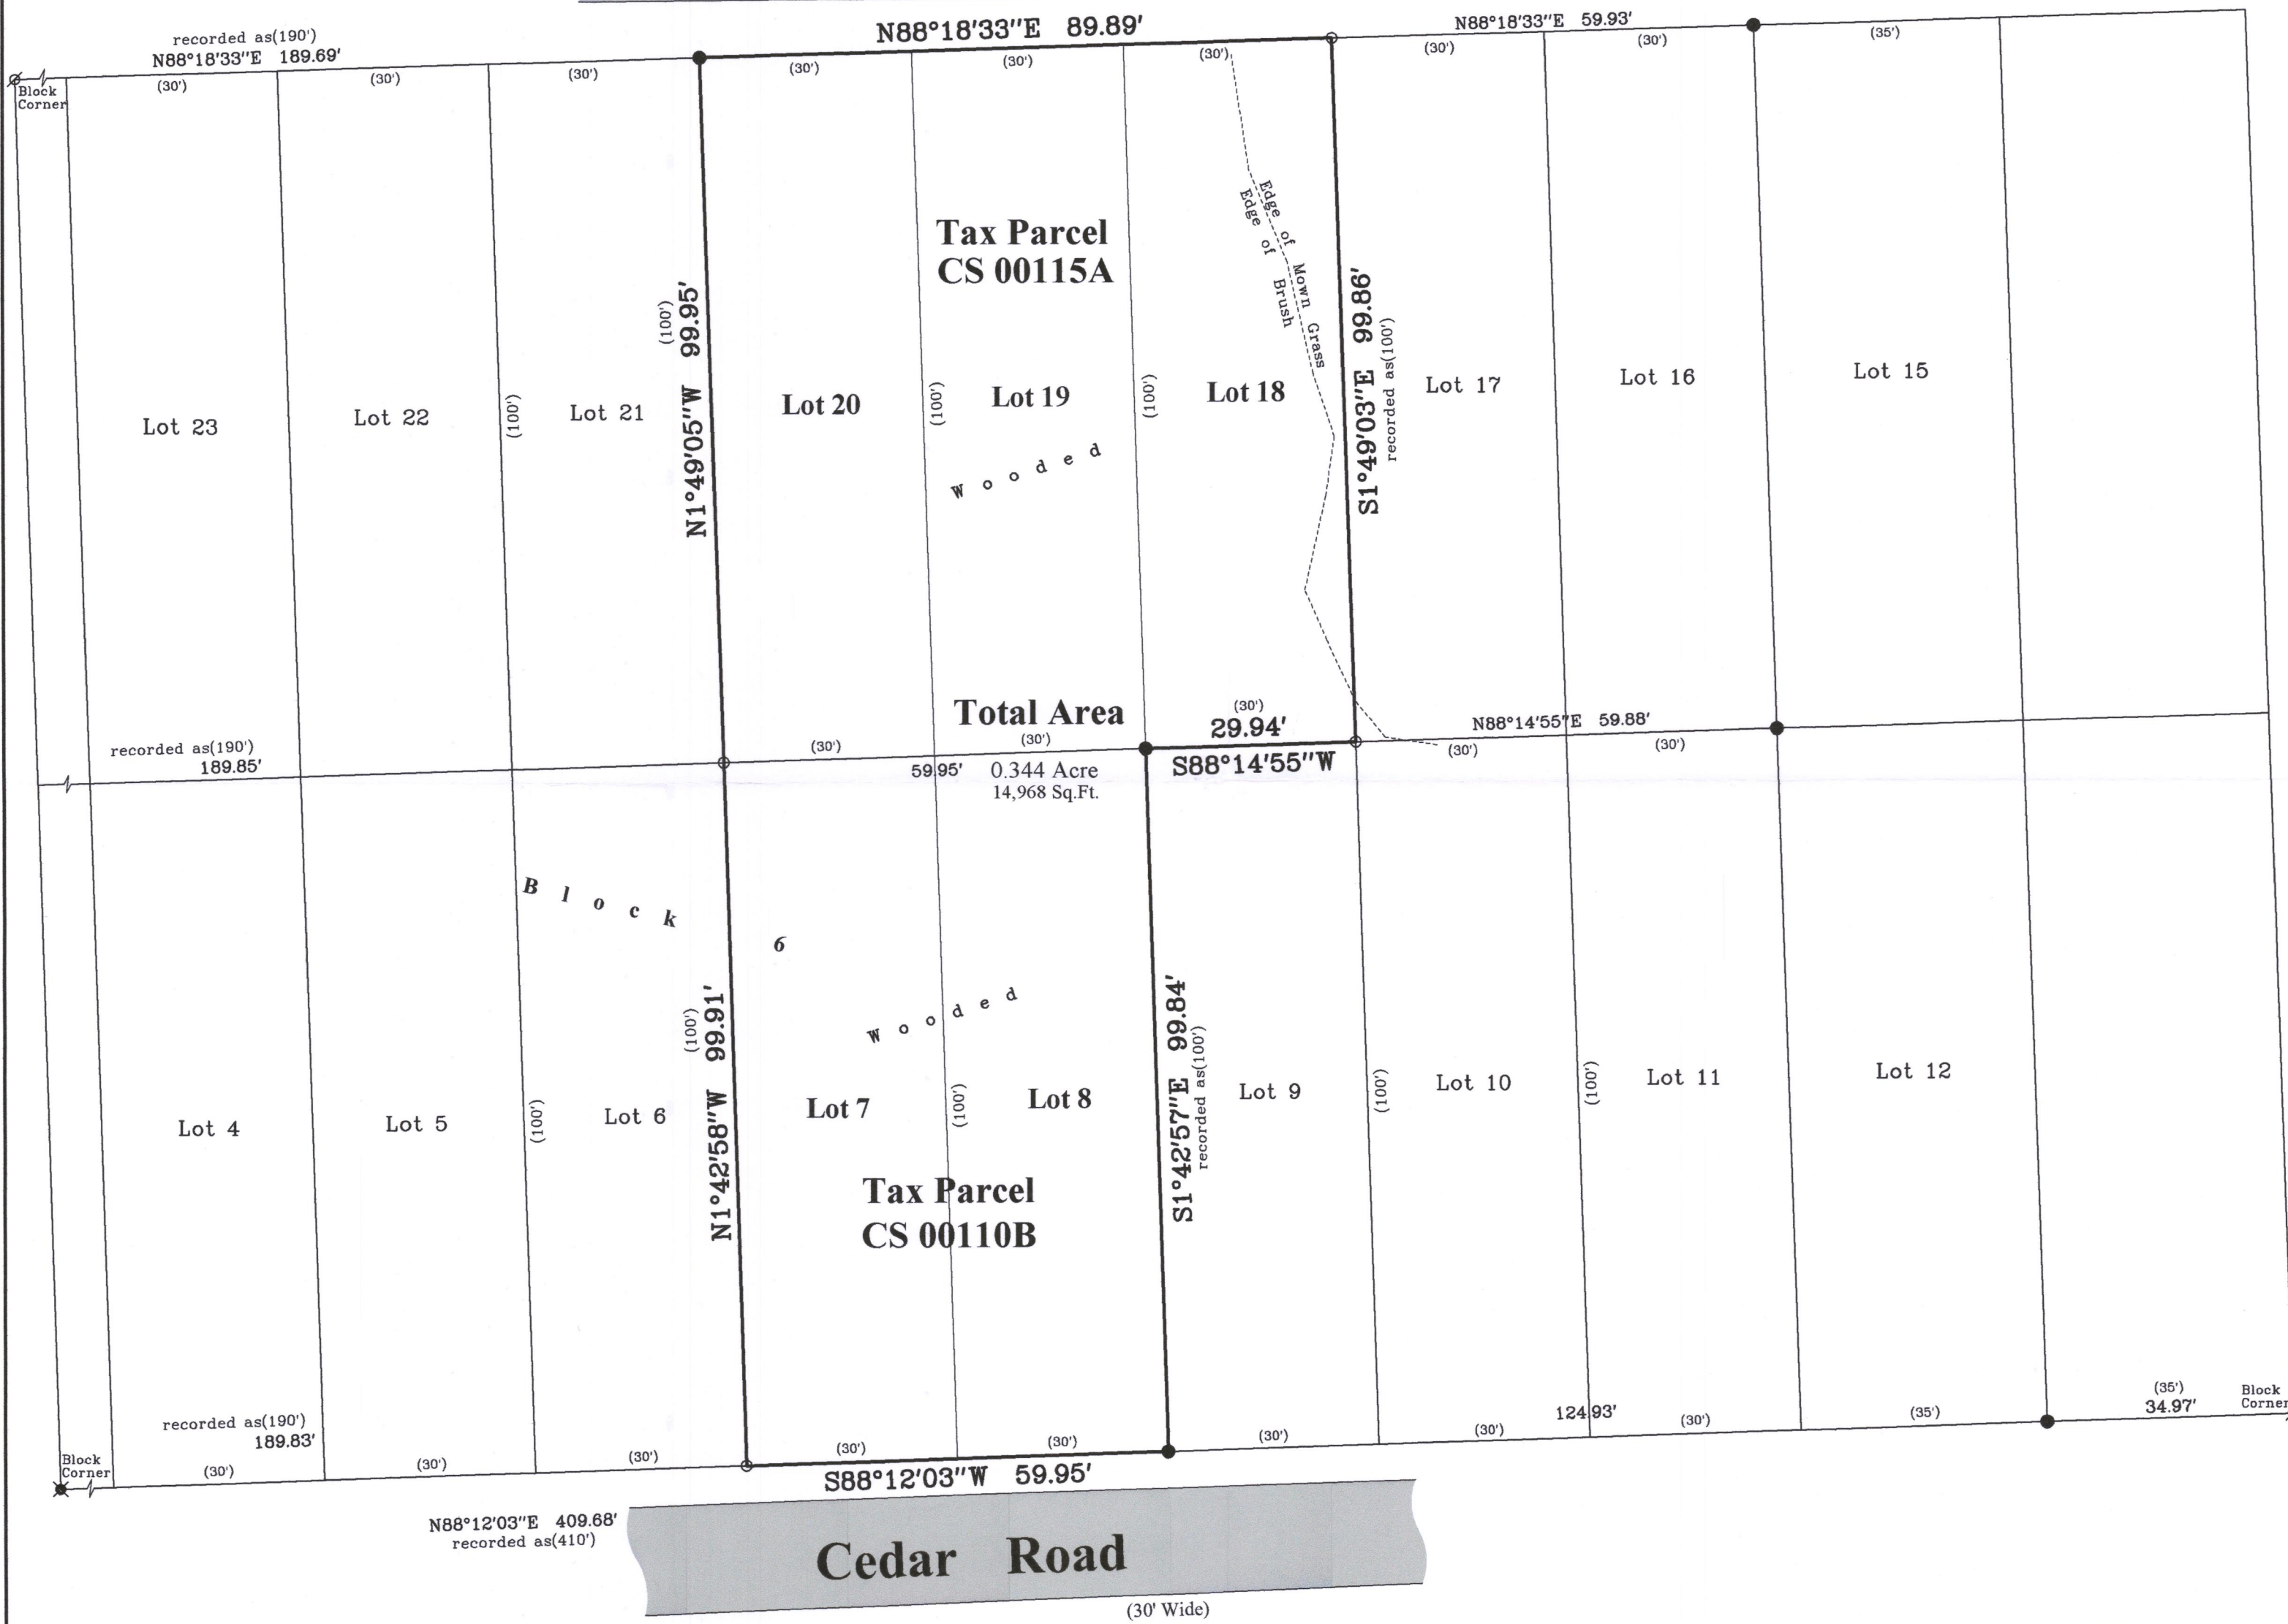 recorded as(190')
N88°18'33"E 189.69'
N88°18'33"E 89.89'
N88°18'33"E 59.93'
Block
Corner
(30')
(30')
(30')
(30')
(30')
(30')
(30')
(30')
(35')
Tax Parcel
CS 00115A
Edge of Mown Grass
Edge of Brush
N1°49'05"W 99.95'
(100')
S1°49'03"E 99.86'
recorded as(100')
Lot 23
Lot 22
(100')
Lot 21
Lot 20
(100')
Lot 19
(100')
Lot 18
Lot 17
Lot 16
Lot 15
Wooded
Total Area
(30')
29.94'
recorded as(190')
189.85'
(30')
(30')
S88°14'55"W
N88°14'55"E 59.88'
(30')
(30')
59.95'
0.344 Acre
14,968 Sq.Ft.
Block 6
Wooded
N1°42'58"W 99.91'
(100')
S1°42'57"E 99.84'
recorded as(100')
Lot 4
Lot 5
(100')
Lot 6
Lot 7
(100')
Lot 8
Lot 9
(100')
Lot 10
(100')
Lot 11
Lot 12
Tax Parcel
CS 00110B
recorded as(190')
189.83'
Block
Corner
(30')
(30')
(30')
(30')
(30')
(30')
(30')
124.93'
(30')
(35')
(35')
34.97'
Block
Corner
S88°12'03"W 59.95'
N88°12'03"E 409.68'
recorded as(410')
Cedar Road
(30' Wide)